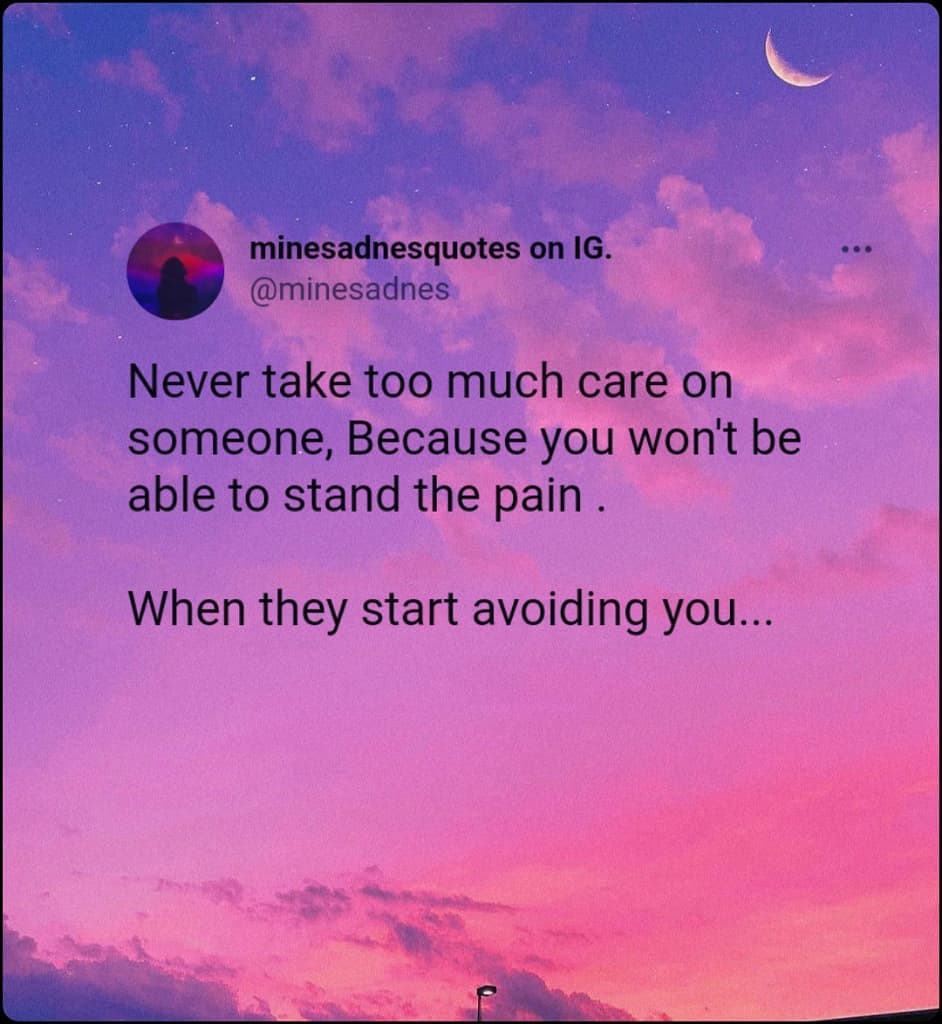 minesadnesquotes on IG.
@minesadnes
Never take too much care on
someone, Because you won't be
able to stand the pain .
When they start avoiding you...